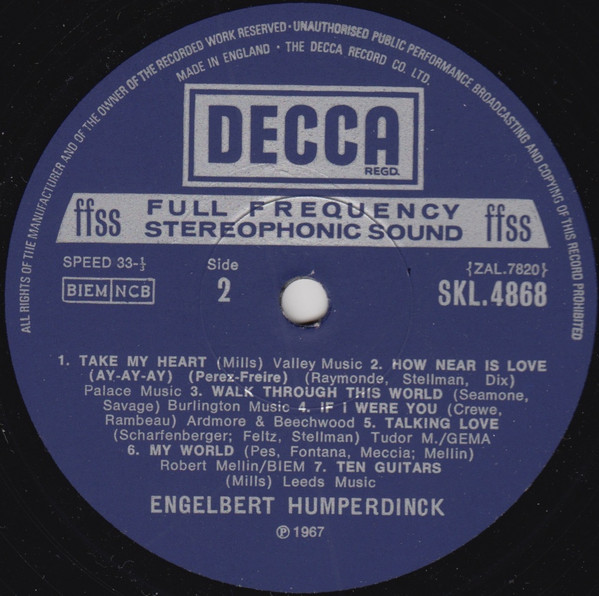 ALL RIGHTS OF THE MANUFACTURER AND OF THE OWNER OF THE RECORDED WORK RESERVED · UNAUTHORISED PUBLIC PERFORMANCE BROADCASTING AND COPYING OF THIS RECORD PROHIBITED
MADE IN ENGLAND · THE DECCA RECORD CO. LTD.
DECCA
REGD.
ffss FULL FREQUENCY ffss
STEREOPHONIC SOUND
SPEED 33-⅓ Side {ZAL.7820}
BIEM NCB 2 SKL.4868
1. TAKE MY HEART (Mills) Valley Music 2. HOW NEAR IS LOVE
(AY-AY-AY) (Perez-Freire) (Raymonde, Stellman, Dix)
Palace Music 3. WALK THROUGH THIS WORLD (Seamone,
Savage) Burlington Music 4. IF I WERE YOU (Crewe,
Rambeau) Ardmore & Beechwood 5. TALKING LOVE
(Scharfenberger; Feltz, Stellman) Tudor M./GEMA
6. MY WORLD (Pes, Fontana, Meccia; Mellin)
Robert Mellin/BIEM 7. TEN GUITARS
(Mills) Leeds Music
ENGELBERT HUMPERDINCK
℗ 1967